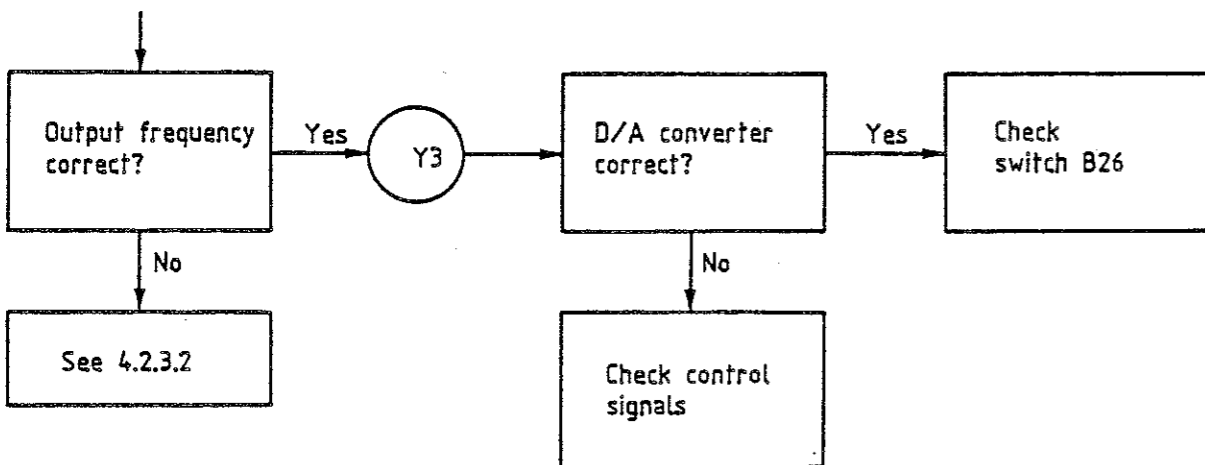 Output frequency
correct?
Yes
Y3
D/A converter
correct?
Yes
Check
switch B26
No
See 4.2.3.2
No
Check control
signals